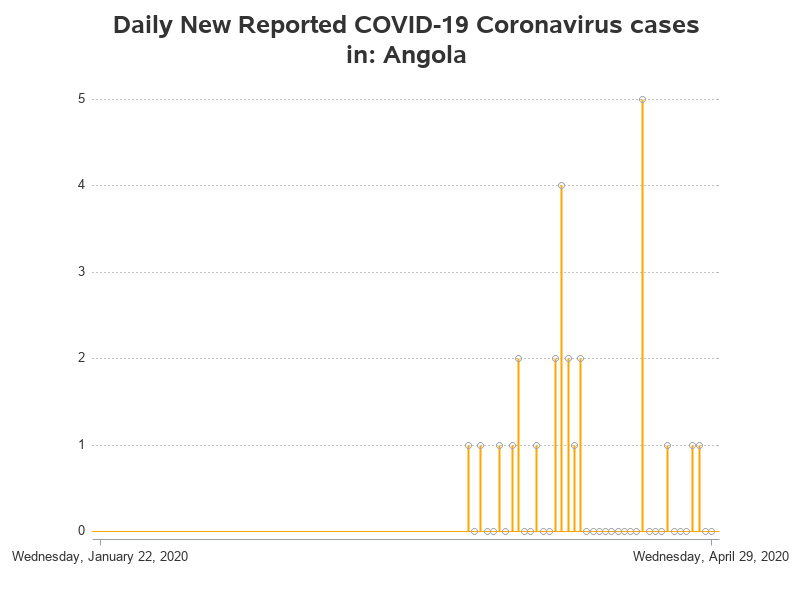 Daily New Reported COVID-19 Coronavirus cases
in: Angola
5
4
3
2
1
0
Wednesday, January 22, 2020
Wednesday, April 29, 2020